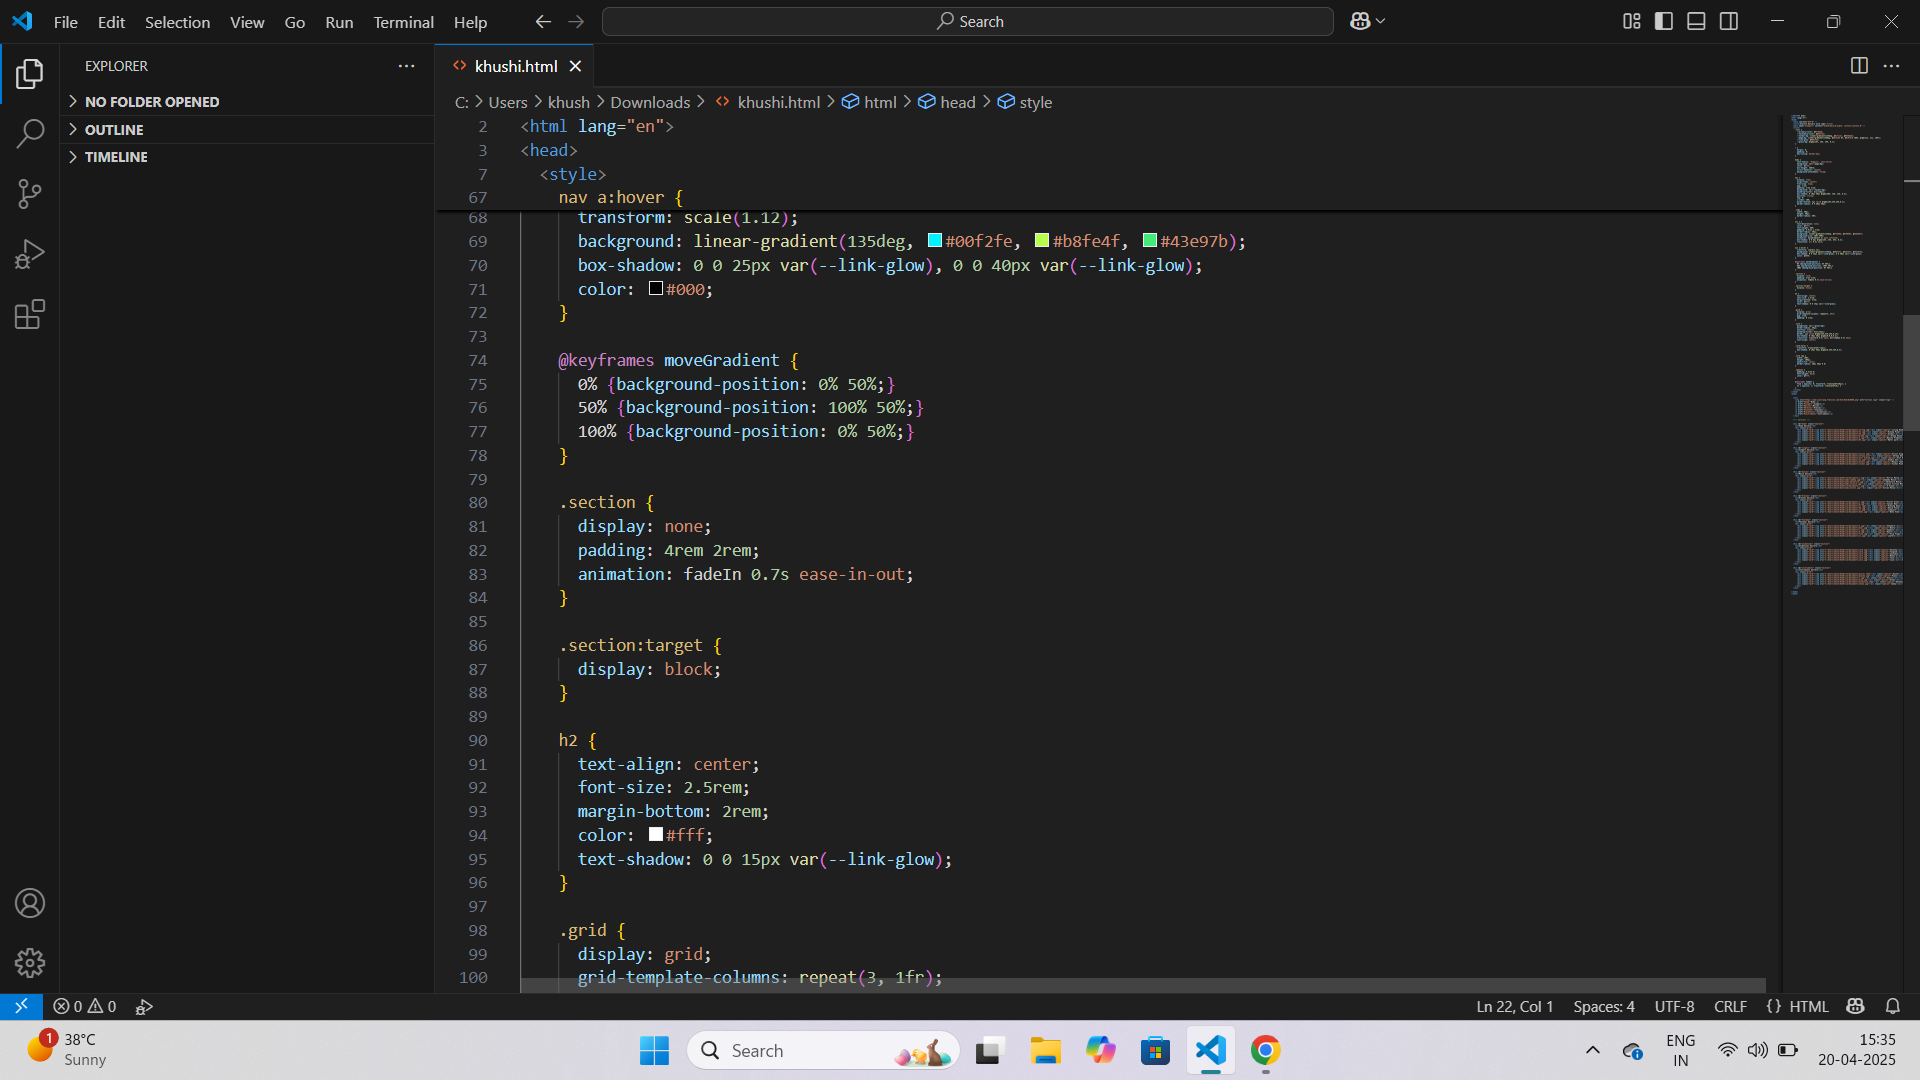 File Edit Selection View Go Run Terminal Help
Search
EXPLORER
NO FOLDER OPENED
OUTLINE
TIMELINE
khushi.html
C: > Users > khush > Downloads > khushi.html > html > head > style
2 <html lang="en">
3 <head>
7 <style>
67 nav a:hover {
68 transform: scale(1.12);
69 background: linear-gradient(135deg, #00f2fe, #b8fe4f, #43e97b);
70 box-shadow: 0 0 25px var(--link-glow), 0 0 40px var(--link-glow);
71 color: #000;
72 }
73
74 @keyframes moveGradient {
75 0% {background-position: 0% 50%;}
76 50% {background-position: 100% 50%;}
77 100% {background-position: 0% 50%;}
78 }
79
80 .section {
81 display: none;
82 padding: 4rem 2rem;
83 animation: fadeIn 0.7s ease-in-out;
84 }
85
86 .section:target {
87 display: block;
88 }
89
90 h2 {
91 text-align: center;
92 font-size: 2.5rem;
93 margin-bottom: 2rem;
94 color: #fff;
95 text-shadow: 0 0 15px var(--link-glow);
96 }
97
98 .grid {
99 display: grid;
100 grid-template-columns: repeat(3, 1fr);
0 0
Ln 22, Col 1 Spaces: 4 UTF-8 CRLF {} HTML
1
38°C
Sunny
Search
ENG
IN
15:35
20-04-2025